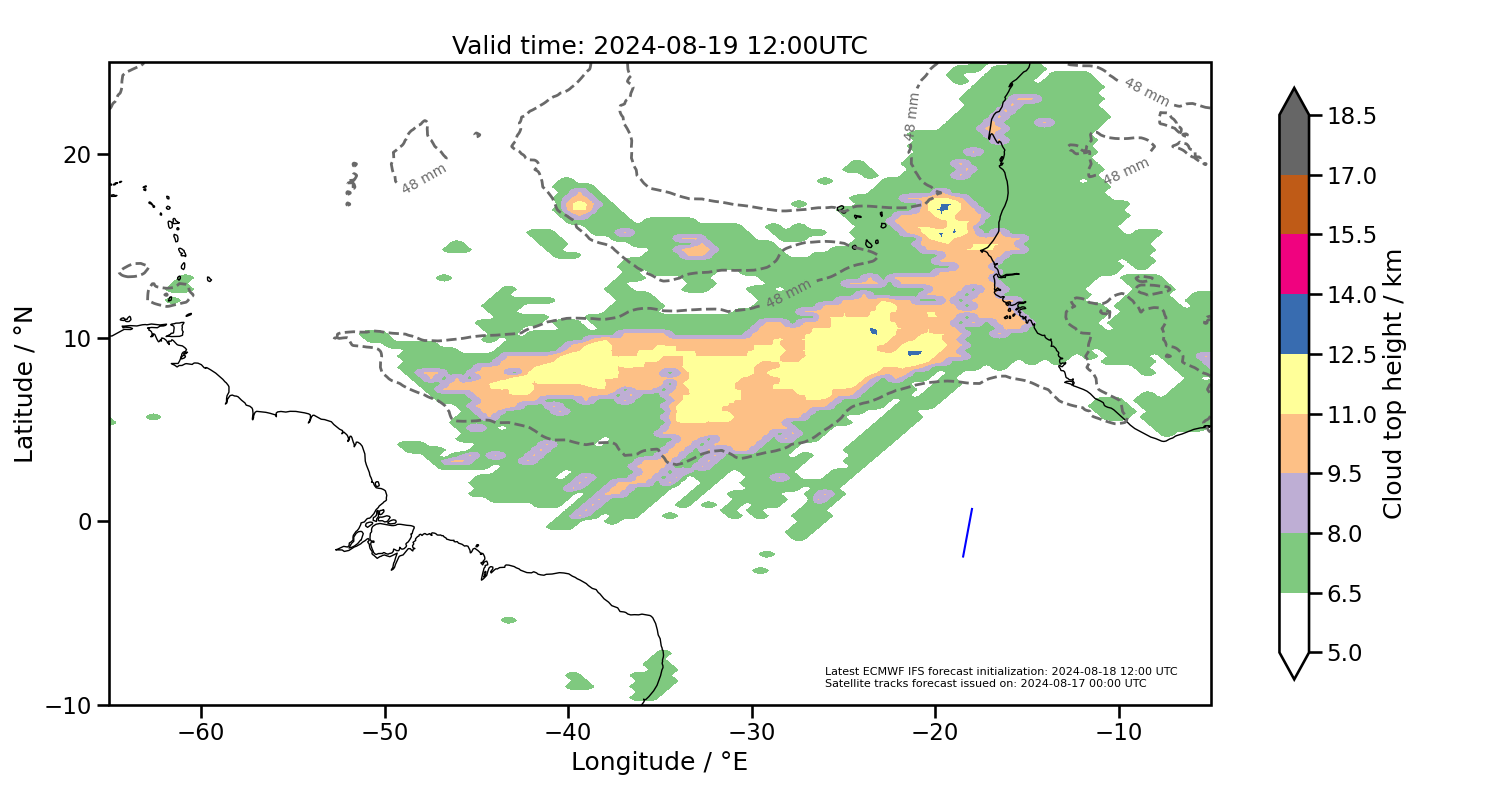 Valid time: 2024-08-19 12:00UTC
48 mm
48 mm
48 mm
48 mm
48 mm
20
10
0
−10
Latitude / °N
−60
−50
−40
−30
−20
−10
Longitude / °E
Latest ECMWF IFS forecast initialization: 2024-08-18 12:00 UTC
Satellite tracks forecast issued on: 2024-08-17 00:00 UTC
18.5
17.0
15.5
14.0
12.5
11.0
9.5
8.0
6.5
5.0
Cloud top height / km